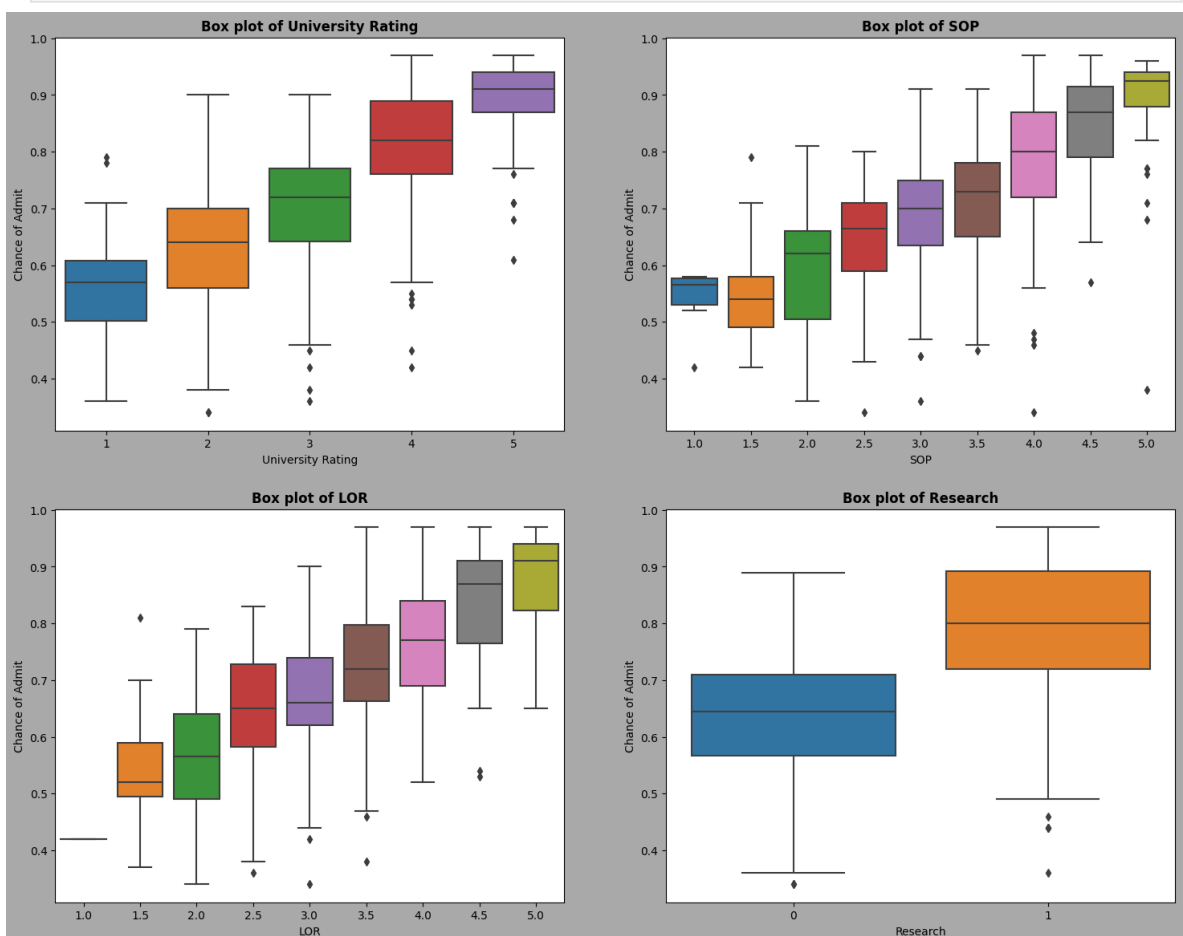 Box plot of University Rating
1.0
0.9
0.8
0.7
0.6
0.5
0.4
Chance of Admit
1 2 3 4 5
University Rating
Box plot of SOP
1.0
0.9
0.8
0.7
0.6
0.5
0.4
Chance of Admit
1.0 1.5 2.0 2.5 3.0 3.5 4.0 4.5 5.0
SOP
Box plot of LOR
1.0
0.9
0.8
0.7
0.6
0.5
0.4
Chance of Admit
1.0 1.5 2.0 2.5 3.0 3.5 4.0 4.5 5.0
LOR
Box plot of Research
1.0
0.9
0.8
0.7
0.6
0.5
0.4
Chance of Admit
0 1
Research